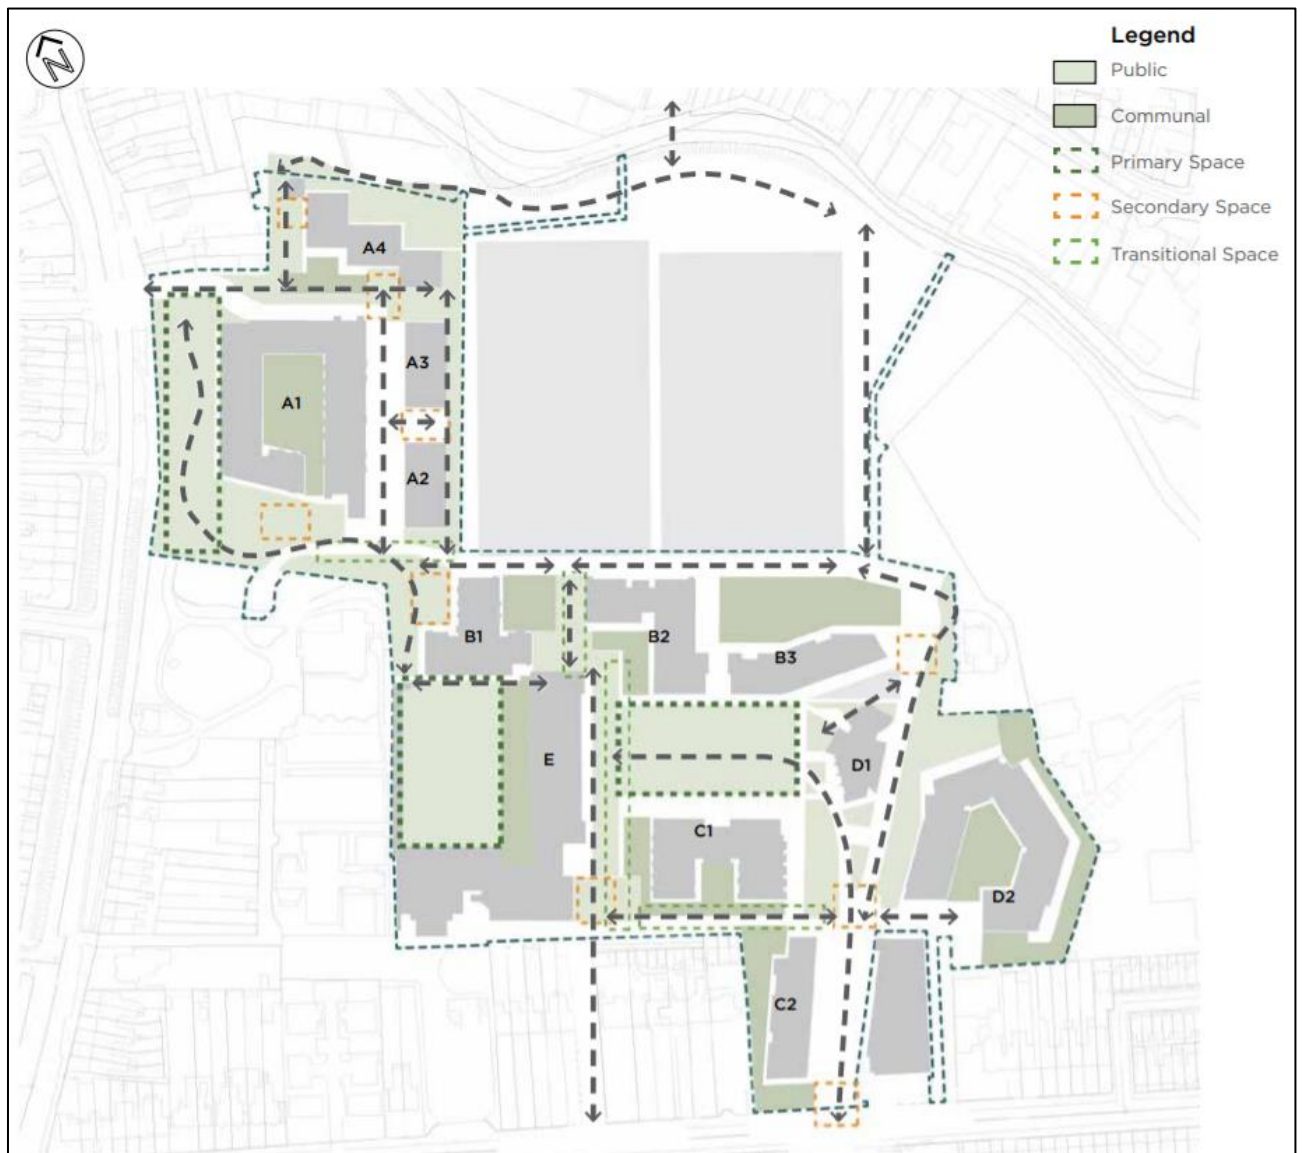 N
Legend
Public
Communal
Primary Space
Secondary Space
Transitional Space
A4
A3
A1
A2
B1
B2
B3
E
D1
C1
D2
C2